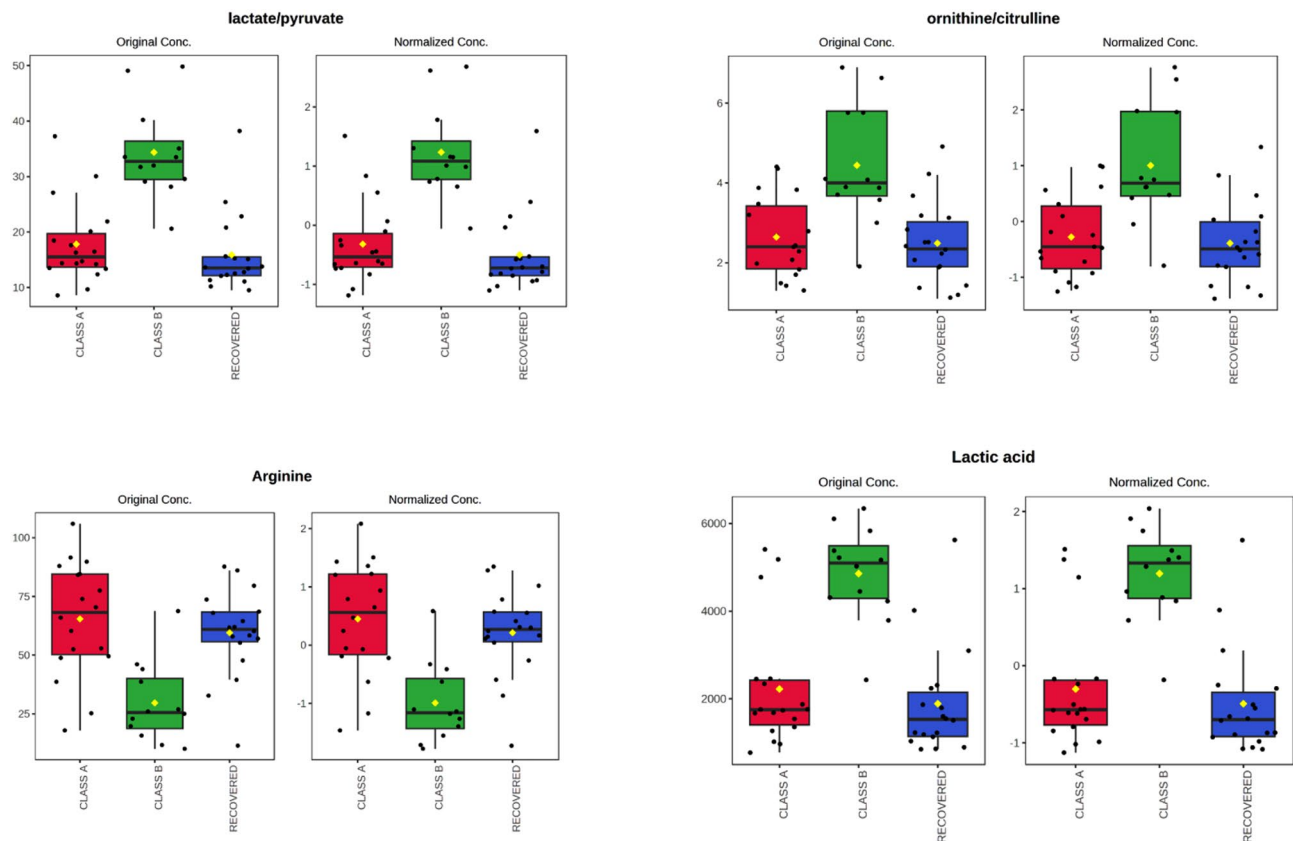 lactate/pyruvate
Original Conc.
Normalized Conc.
50
40
30
20
10
2
1
0
-1
CLASS A
CLASS B
RECOVERED
CLASS A
CLASS B
RECOVERED
ornithine/citrulline
Original Conc.
Normalized Conc.
6
4
2
2
1
0
-1
CLASS A
CLASS B
RECOVERED
CLASS A
CLASS B
RECOVERED
Arginine
Original Conc.
Normalized Conc.
100
75
50
25
2
1
0
-1
CLASS A
CLASS B
RECOVERED
CLASS A
CLASS B
RECOVERED
Lactic acid
Original Conc.
Normalized Conc.
6000
4000
2000
2
1
0
-1
CLASS A
CLASS B
RECOVERED
CLASS A
CLASS B
RECOVERED